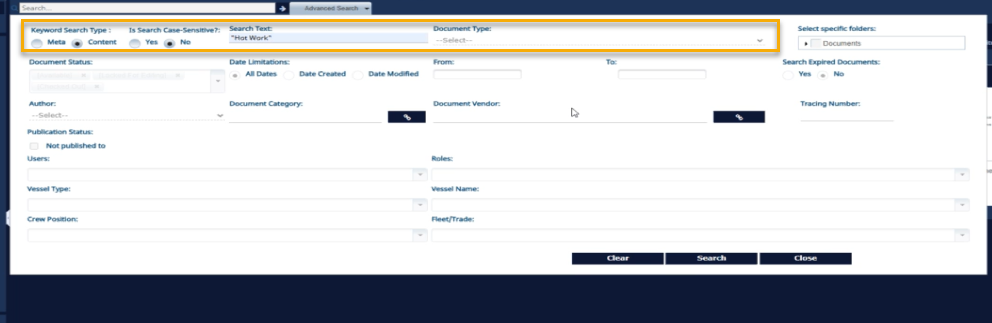 Search...
Advanced Search
Keyword Search Type :
Meta Content
Is Search Case-Sensitive?:
Yes No
Search Text:
"Hot Work"
Document Type:
--Select--
Select specific folders:
Documents
Document Status:
Date Limitations:
All Dates Date Created Date Modified
From:
To:
Search Expired Documents:
Yes No
Author:
--Select--
Document Category:
Document Vendor:
Tracing Number:
Publication Status:
Not published to
Users:
Roles:
Vessel Type:
Vessel Name:
Crew Position:
Fleet/Trade:
Clear Search Close